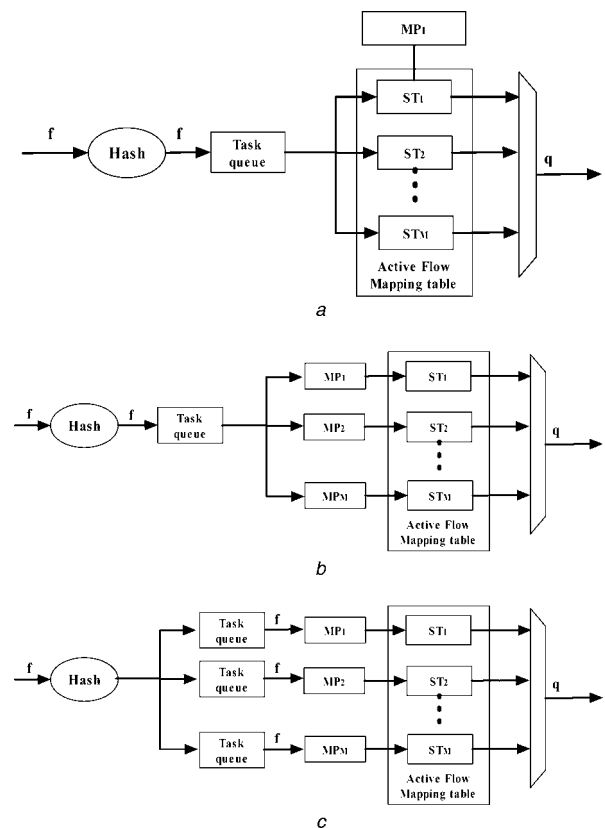 MP1
f
Hash
f
Task
queue
ST1
ST2
STM
q
Active Flow
Mapping table
a
f
Hash
f
Task
queue
MP1
ST1
MP2
ST2
MPM
STM
q
Active Flow
Mapping table
b
f
Hash
Task
queue
f
MP1
ST1
Task
queue
f
MP2
ST2
Task
queue
f
MPM
STM
q
Active Flow
Mapping table
c